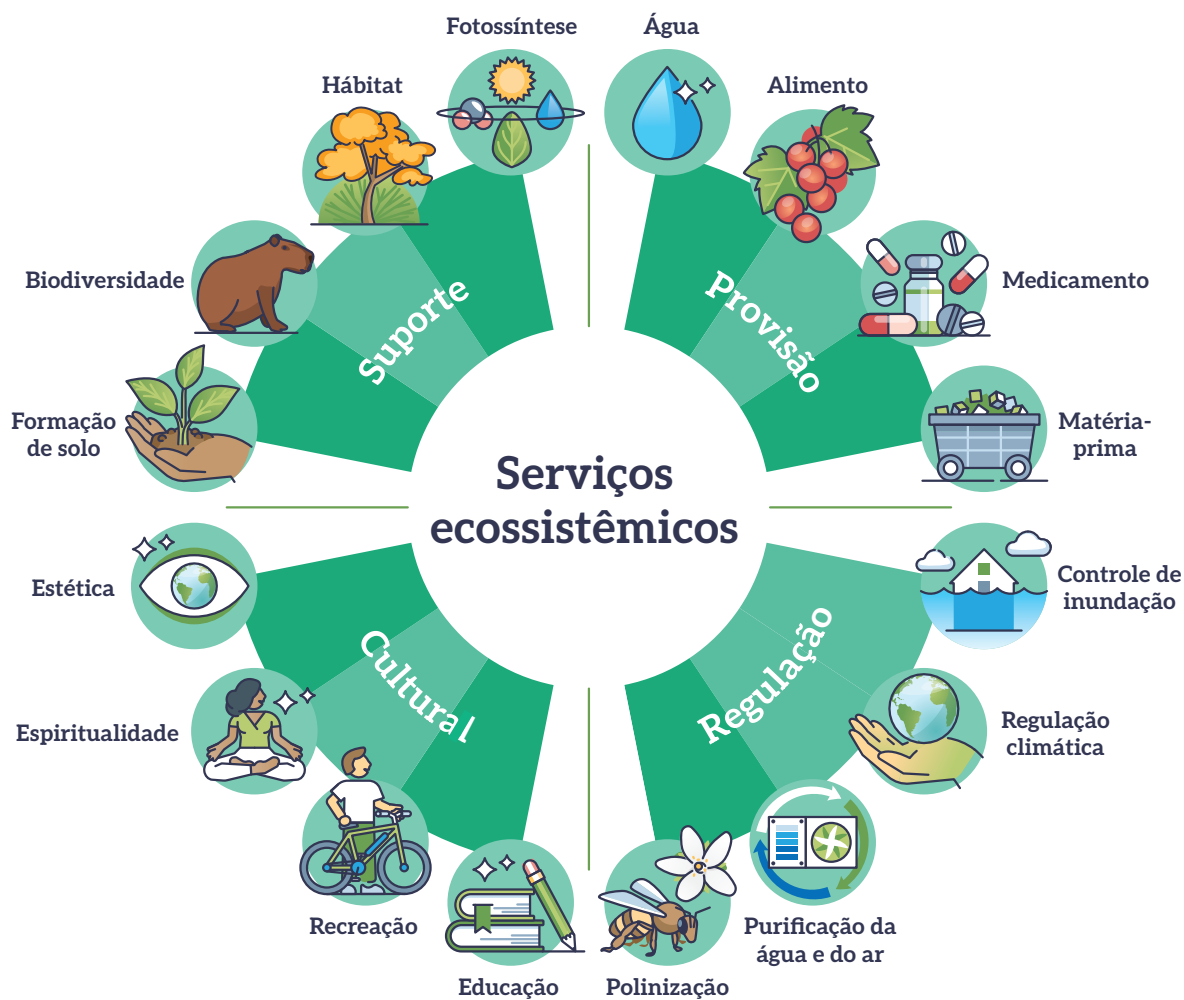 Fotossíntese
Água
Hábitat
Alimento
Biodiversidade
Medicamento
Suporte
Provisão
Formação
de solo
Matéria-
prima
Serviços
ecossistêmicos
Estética
Controle de
inundação
Cultural
Regulação
Espiritualidade
Regulação
climática
Recreação
Purificação da
água e do ar
Educação
Polinização